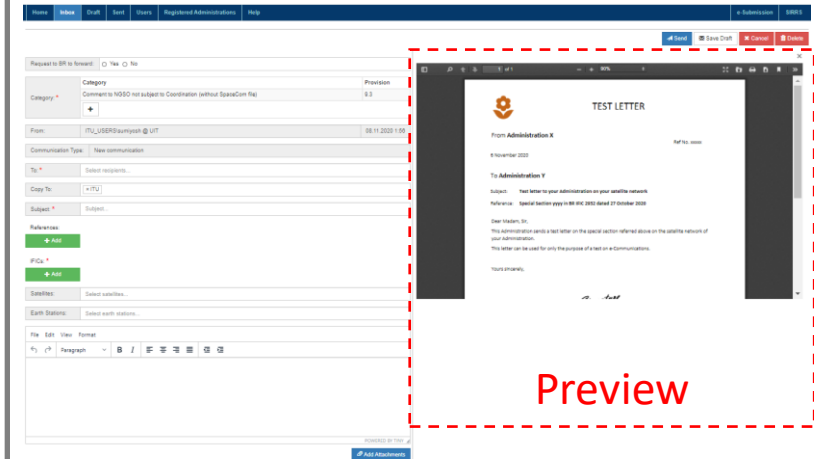 Home Inbox Draft Sent Users Registered Administrations Help e-Submission SIRRS
Send Save Draft Cancel Delete
Request to BR to forward: Yes No
Category: *
Category Provision
Comment to NGSO not subject to Coordination (without SpaceCom file) 9.3
+
From: ITU_USERS\sumiyosh @ UIT 06.11.2020 1:56
Communication Type: New communication
To: * Select recipients...
Copy To: × ITU
Subject: * Subject...
References:
+ Add
IFICs: *
+ Add
Satellites: Select satellites...
Earth Stations: Select earth stations...
File Edit View Format
Paragraph B I
POWERED BY TINY
Add Attachments
1 of 1 80%
TEST LETTER
From Administration X
Ref No. xxxxx
6 November 2020
To Administration Y
Subject: Test letter to your Administration on your satellite network
Reference: Special Section yyyy in BR IFIC 2932 dated 27 October 2020
Dear Madam, Sir,
This Administration sends a test letter on the special section referred above on the satellite network of
your Administration.
This letter can be used for only the purpose of a test on e-Communications.
Yours sincerely,
Preview